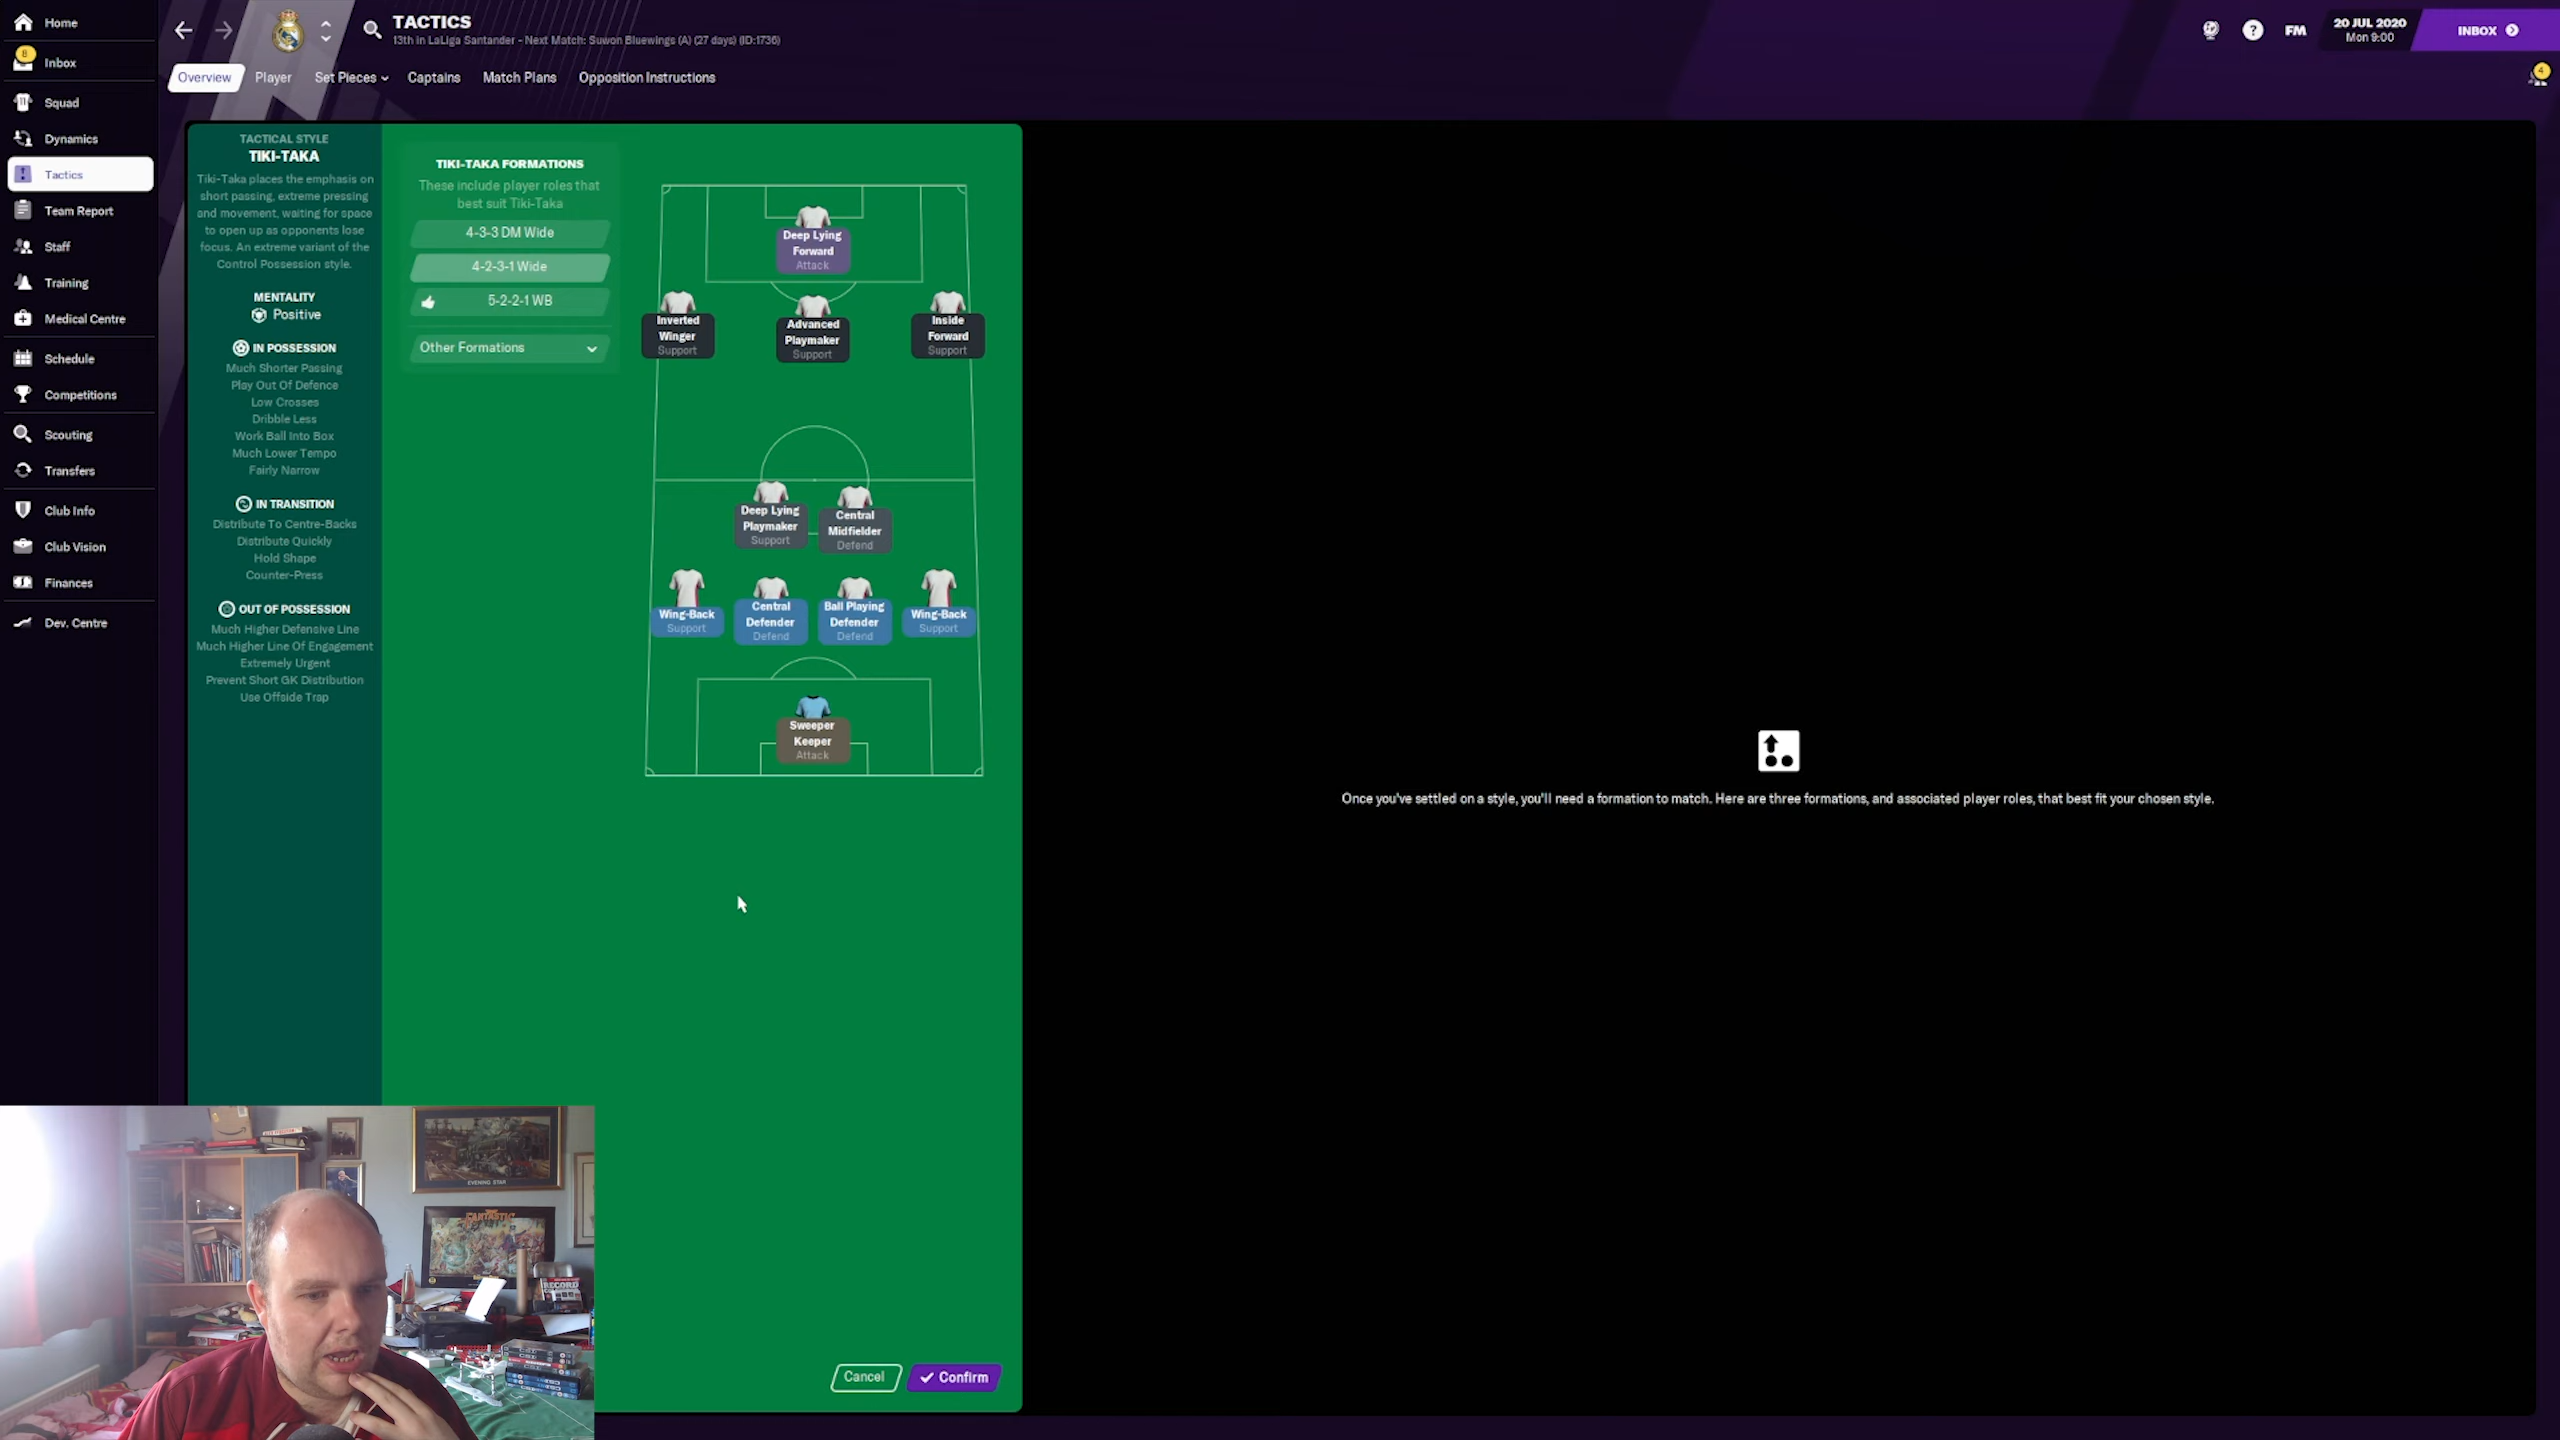 Home
8
Inbox
Squad
Dynamics
Tactics
Team Report
Staff
Training
Medical Centre
Schedule
Competitions
Scouting
Transfers
Club Info
Club Vision
Finances
Dev. Centre
TACTICS
13th in LaLiga Santander - Next Match: Suwon Bluewings (A) (27 days) (ID:1736)
FM
20 JUL 2020
Mon 9:00
INBOX
4
Overview
Player
Set Pieces
Captains
Match Plans
Opposition Instructions
TACTICAL STYLE
TIKI-TAKA
Tiki-Taka places the emphasis on
short passing, extreme pressing
and movement, waiting for space
to open up as opponents lose
focus. An extreme variant of the
Control Possession style.
MENTALITY
Positive
IN POSSESSION
Much Shorter Passing
Play Out Of Defence
Low Crosses
Dribble Less
Work Ball Into Box
Much Lower Tempo
Fairly Narrow
IN TRANSITION
Distribute To Centre-Backs
Distribute Quickly
Hold Shape
Counter-Press
OUT OF POSSESSION
Much Higher Defensive Line
Much Higher Line Of Engagement
Extremely Urgent
Prevent Short GK Distribution
Use Offside Trap
TIKI-TAKA FORMATIONS
These include player roles that
best suit Tiki-Taka
4-3-3 DM Wide
4-2-3-1 Wide
5-2-2-1 WB
Other Formations
Deep Lying
Forward
Attack
Inverted
Winger
Support
Advanced
Playmaker
Support
Inside
Forward
Support
Deep Lying
Playmaker
Support
Central
Midfielder
Defend
Wing-Back
Support
Central
Defender
Defend
Ball Playing
Defender
Defend
Wing-Back
Support
Sweeper
Keeper
Attack
Once you've settled on a style, you'll need a formation to match. Here are three formations, and associated player roles, that best fit your chosen style.
Cancel
Confirm
EVENING STAR
FANTASTIC
RECORD